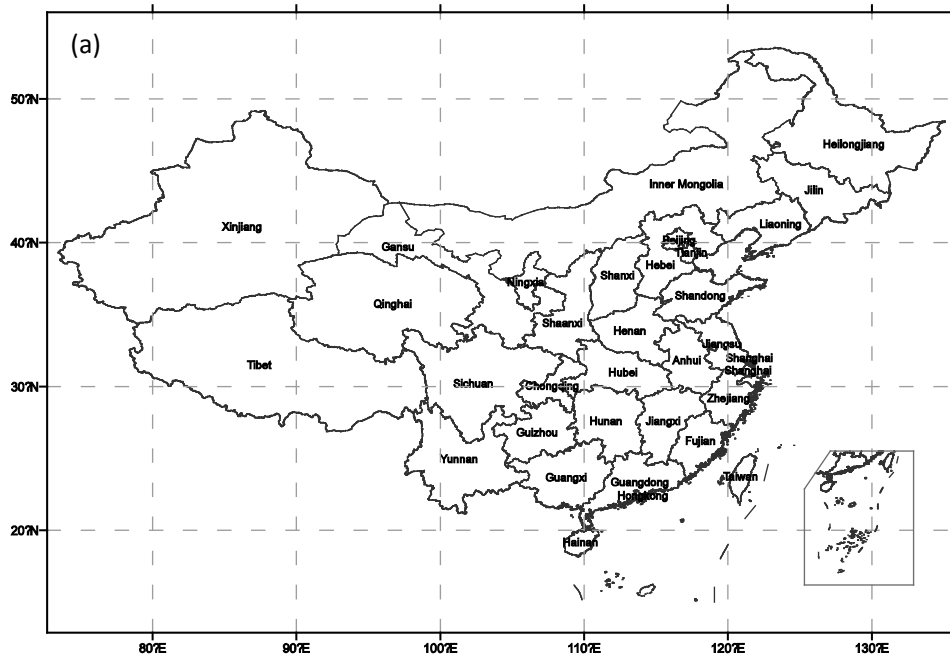 (a)
50?N
Heilongjiang
Inner Mongolia
Jilin
Liaoning
Xinjiang
40?N
Gansu
Beijing
Tianjin
Hebei
Shanxi
Ningxia
Shandong
Qinghai
Shaanxi
Henan
Jiangsu
Anhui
Shanghai
Tibet
Hubei
Shanghai
30?N
Sichuan
Chongqing
Zhejiang
Hunan
Jiangxi
Guizhou
Fujian
Yunnan
Guangxi
Guangdong
Taiwan
Hongkong
20?N
Hainan
80?E
90?E
100?E
110?E
120?E
130?E